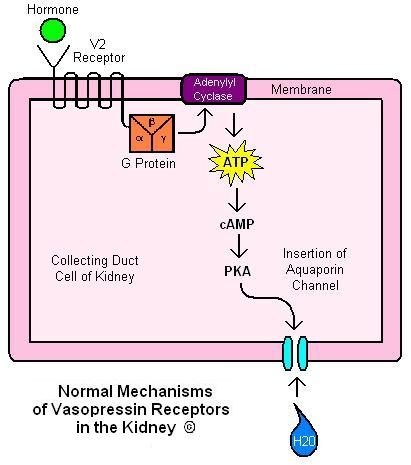 Hormone
V2
Receptor
Adenylyl
Cyclase
Membrane
β
α
γ
G Protein
ATP
cAMP
PKA
Collecting Duct
Cell of Kidney
Insertion of
Aquaporin
Channel
Normal Mechanisms
of Vasopressin Receptors
in the Kidney ©
H20